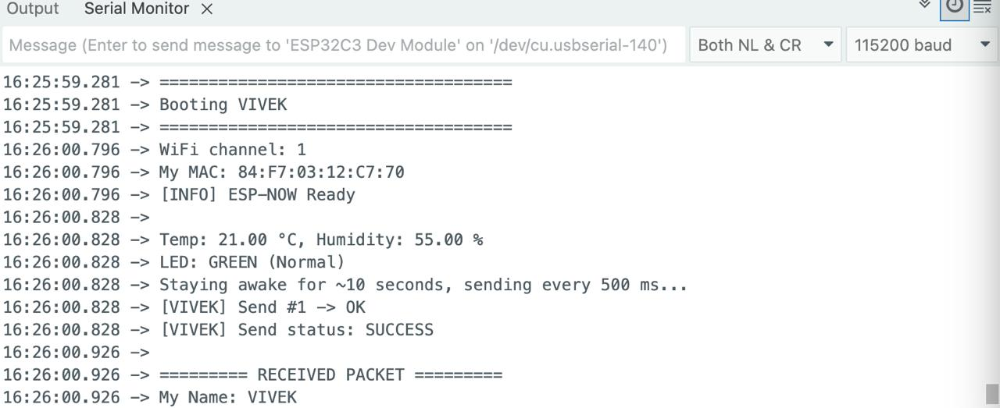 Output Serial Monitor ×
Message (Enter to send message to 'ESP32C3 Dev Module' on '/dev/cu.usbserial-140') Both NL & CR 115200 baud
16:25:59.281 -> ====================================
16:25:59.281 -> Booting VIVEK
16:25:59.281 -> ====================================
16:26:00.796 -> WiFi channel: 1
16:26:00.796 -> My MAC: 84:F7:03:12:C7:70
16:26:00.796 -> [INFO] ESP-NOW Ready
16:26:00.828 ->
16:26:00.828 -> Temp: 21.00 °C, Humidity: 55.00 %
16:26:00.828 -> LED: GREEN (Normal)
16:26:00.828 -> Staying awake for ~10 seconds, sending every 500 ms...
16:26:00.828 -> [VIVEK] Send #1 -> OK
16:26:00.828 -> [VIVEK] Send status: SUCCESS
16:26:00.926 ->
16:26:00.926 -> ========= RECEIVED PACKET =========
16:26:00.926 -> My Name: VIVEK